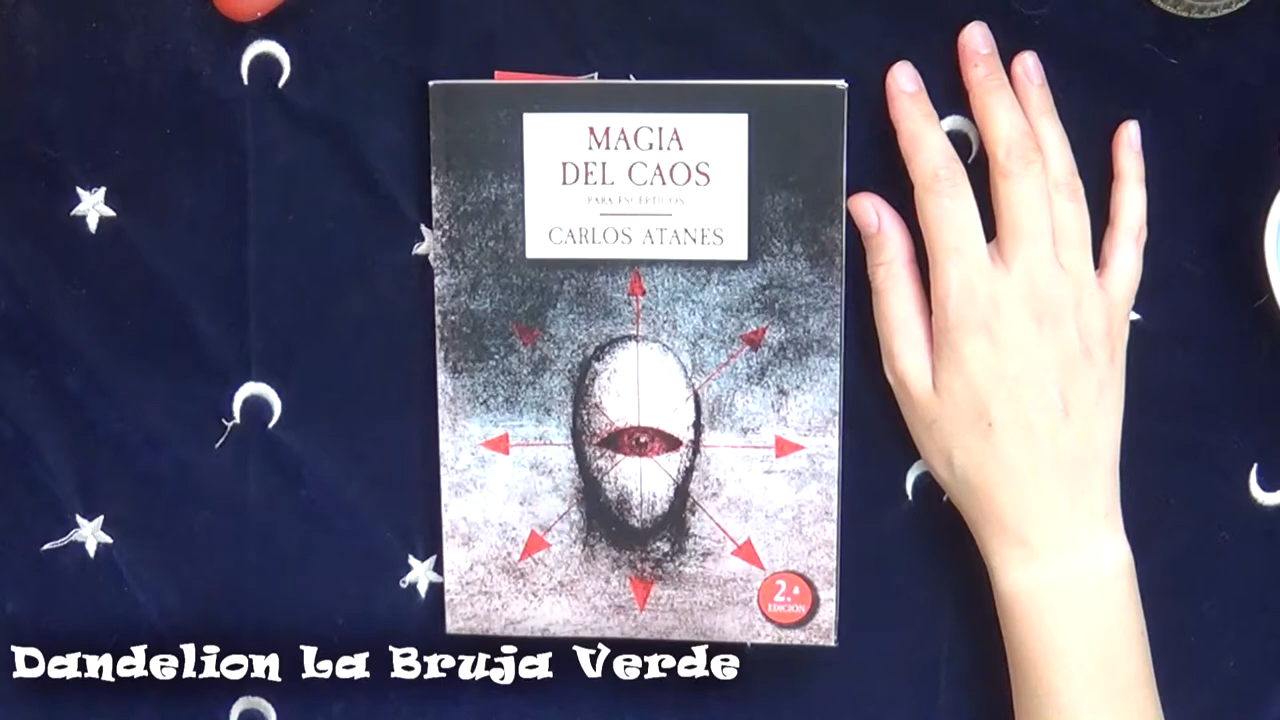 MAGIA
DEL CAOS
PARA ESCÉPTICOS
CARLOS ATANES
2.ª
EDICIÓN
Dandelion La Bruja Verde